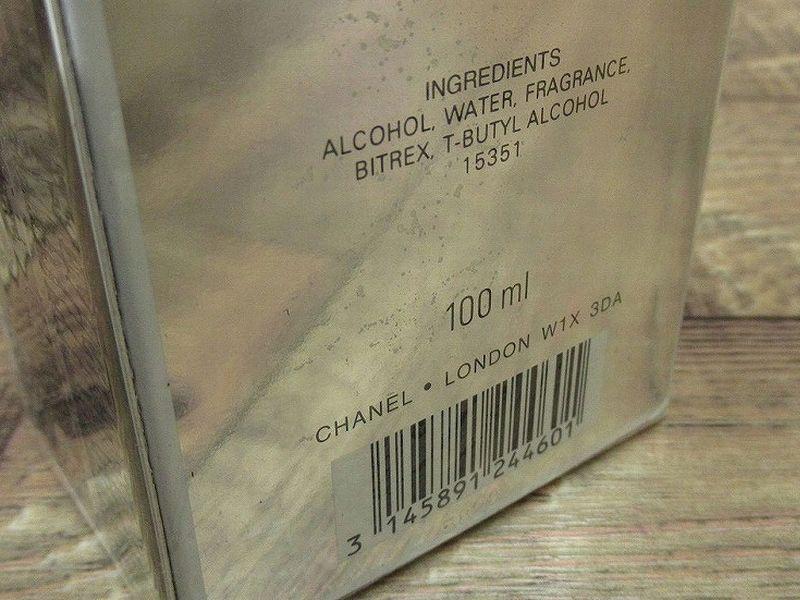 INGREDIENTS
ALCOHOL, WATER, FRAGRANCE,
BITREX, T-BUTYL ALCOHOL
15351
100 ml
CHANEL • LONDON W1X 3DA
3 145891 244601